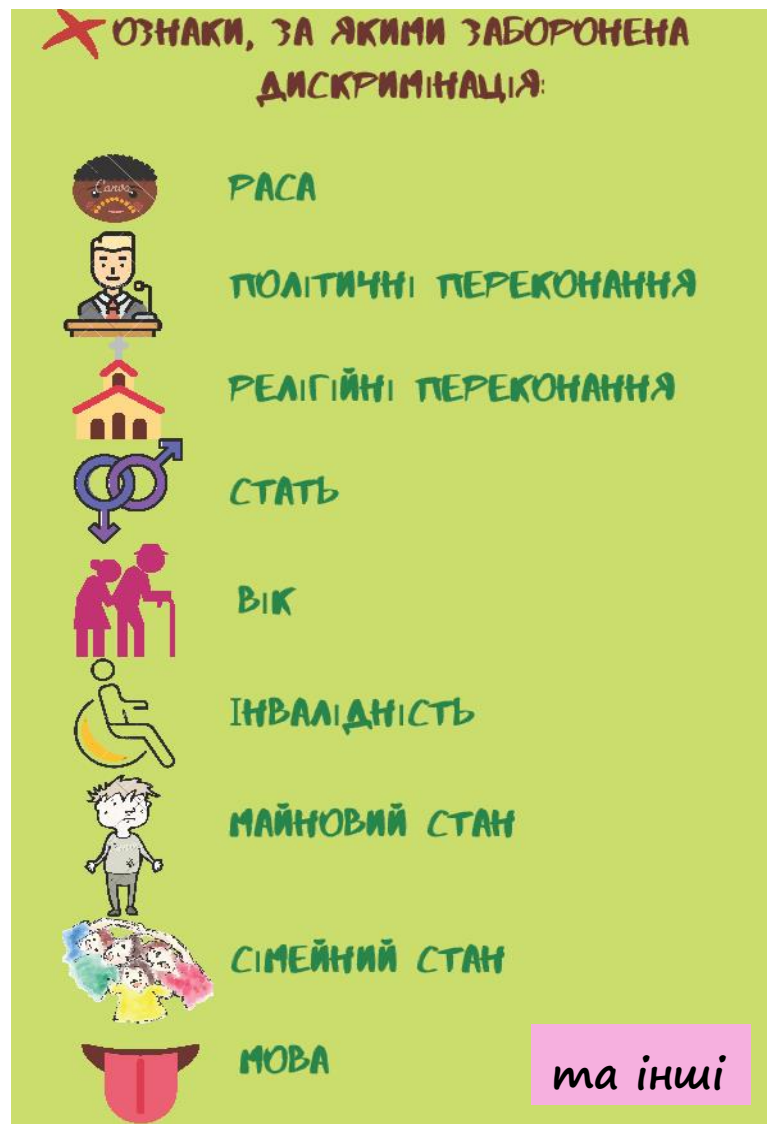 ОЗНАКИ, ЗА ЯКИМИ ЗАБОРОНЕНА
ДИСКРИМІНАЦІЯ:
Canva
РАСА
ПОЛІТИЧНІ ПЕРЕКОНАННЯ
РЕЛІГІЙНІ ПЕРЕКОНАННЯ
СТАТЬ
ВІК
ІНВАЛІДНІСТЬ
МАЙНОВИЙ СТАН
СІМЕЙНИЙ СТАН
МОВА
та інші